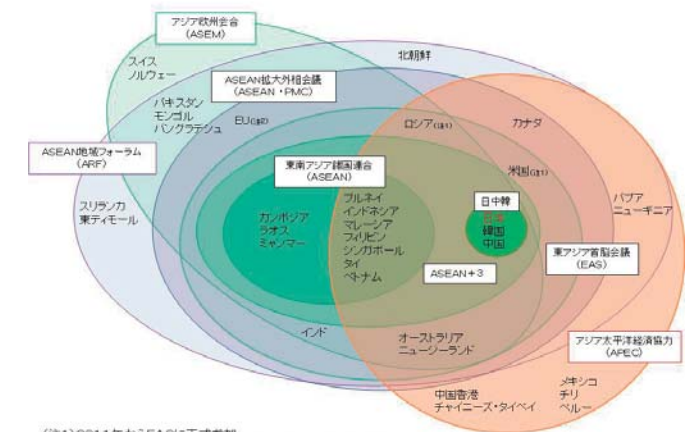 アジア欧州会合
(ASEM)
北朝鮮
スイス
ノルウェー
ASEAN拡大外相会議
(ASEAN・PMC)
パキスタン
モンゴル
バングラデシュ
EU(注2)
ロシア(注1)
カナダ
ASEAN地域フォーラム
(ARF)
東南アジア諸国連合
(ASEAN)
米国(注1)
スリランカ
東ティモール
カンボジア
ラオス
ミャンマー
ブルネイ
インドネシア
マレーシア
フィリピン
シンガポール
タイ
ベトナム
日中韓
日本
韓国
中国
パプア
ニューギニア
ASEAN+3
東アジア首脳会議
(EAS)
インド
オーストラリア
ニュージーランド
アジア太平洋経済協力
(APEC)
中国香港
チャイニーズ・タイペイ
メキシコ
チリ
ペルー